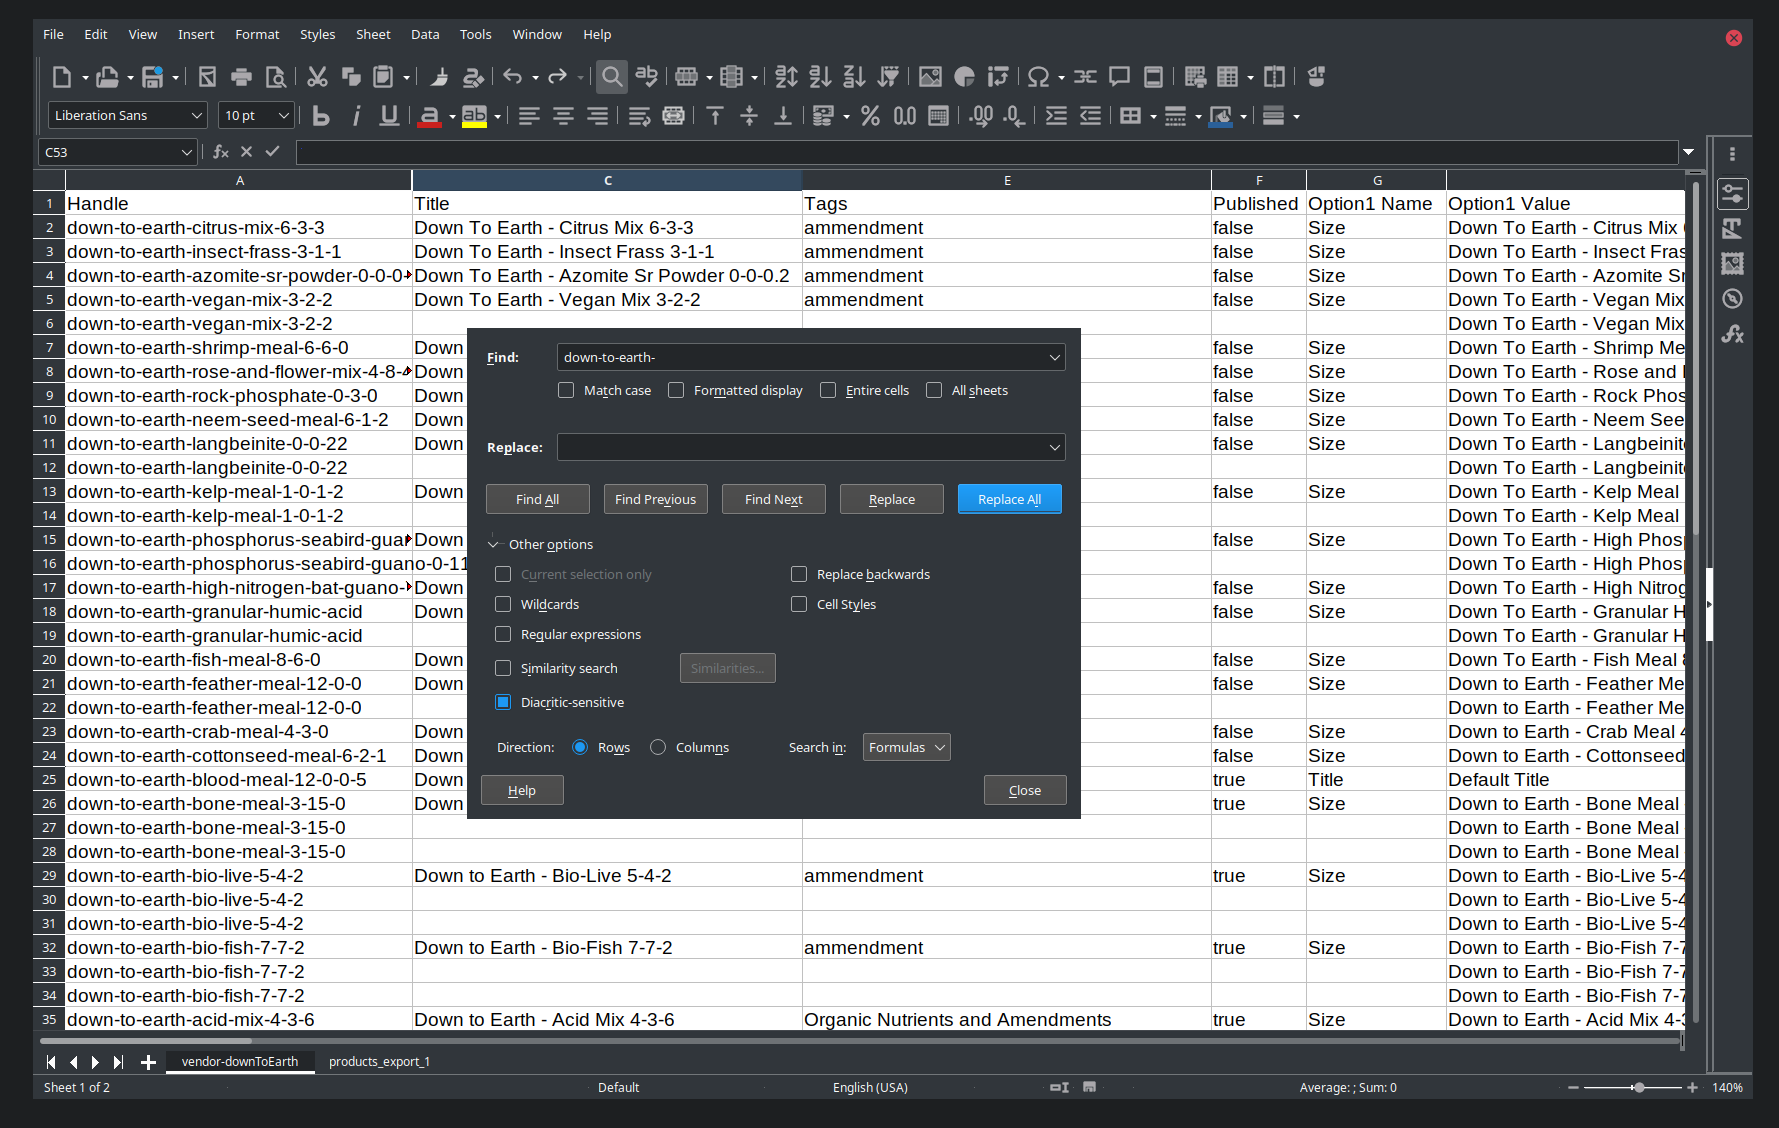 File Edit View Insert Format Styles Sheet Data Tools Window Help
Liberation Sans 10 pt
C53
A C E F G
1 Handle Title Tags Published Option1 Name Option1 Value
2 down-to-earth-citrus-mix-6-3-3 Down To Earth - Citrus Mix 6-3-3 ammendment false Size Down To Earth - Citrus Mix
3 down-to-earth-insect-frass-3-1-1 Down To Earth - Insect Frass 3-1-1 ammendment false Size Down To Earth - Insect Fras
4 down-to-earth-azomite-sr-powder-0-0-0- Down To Earth - Azomite Sr Powder 0-0-0.2 ammendment false Size Down To Earth - Azomite Sr
5 down-to-earth-vegan-mix-3-2-2 Down To Earth - Vegan Mix 3-2-2 ammendment false Size Down To Earth - Vegan Mix
6 down-to-earth-vegan-mix-3-2-2 Down To Earth - Vegan Mix
7 down-to-earth-shrimp-meal-6-6-0 Down false Size Down To Earth - Shrimp Me
8 down-to-earth-rose-and-flower-mix-4-8-4 Down false Size Down To Earth - Rose and
9 down-to-earth-rock-phosphate-0-3-0 Down false Size Down To Earth - Rock Phos
10 down-to-earth-neem-seed-meal-6-1-2 Down false Size Down To Earth - Neem See
11 down-to-earth-langbeinite-0-0-22 Down false Size Down To Earth - Langbeinit
12 down-to-earth-langbeinite-0-0-22 Down To Earth - Langbeinit
13 down-to-earth-kelp-meal-1-0-1-2 Down false Size Down To Earth - Kelp Meal
14 down-to-earth-kelp-meal-1-0-1-2 Down To Earth - Kelp Meal
15 down-to-earth-phosphorus-seabird-gua Down false Size Down To Earth - High Phosp
16 down-to-earth-phosphorus-seabird-guano-0-11 Down To Earth - High Phosp
17 down-to-earth-high-nitrogen-bat-guano- Down false Size Down To Earth - High Nitrog
18 down-to-earth-granular-humic-acid Down false Size Down To Earth - Granular H
19 down-to-earth-granular-humic-acid Down To Earth - Granular H
20 down-to-earth-fish-meal-8-6-0 Down false Size Down To Earth - Fish Meal 8
21 down-to-earth-feather-meal-12-0-0 Down false Size Down to Earth - Feather Me
22 down-to-earth-feather-meal-12-0-0 Down to Earth - Feather Me
23 down-to-earth-crab-meal-4-3-0 Down false Size Down to Earth - Crab Meal 4
24 down-to-earth-cottonseed-meal-6-2-1 Down false Size Down to Earth - Cottonseed
25 down-to-earth-blood-meal-12-0-0-5 Down true Title Default Title
26 down-to-earth-bone-meal-3-15-0 Down true Size Down to Earth - Bone Meal
27 down-to-earth-bone-meal-3-15-0 Down to Earth - Bone Meal
28 down-to-earth-bone-meal-3-15-0 Down to Earth - Bone Meal
29 down-to-earth-bio-live-5-4-2 Down to Earth - Bio-Live 5-4-2 ammendment true Size Down to Earth - Bio-Live 5-4
30 down-to-earth-bio-live-5-4-2 Down to Earth - Bio-Live 5-4
31 down-to-earth-bio-live-5-4-2 Down to Earth - Bio-Live 5-4
32 down-to-earth-bio-fish-7-7-2 Down to Earth - Bio-Fish 7-7-2 ammendment true Size Down to Earth - Bio-Fish 7-7
33 down-to-earth-bio-fish-7-7-2 Down to Earth - Bio-Fish 7-7
34 down-to-earth-bio-fish-7-7-2 Down to Earth - Bio-Fish 7-7
35 down-to-earth-acid-mix-4-3-6 Down to Earth - Acid Mix 4-3-6 Organic Nutrients and Amendments true Size Down to Earth - Acid Mix 4-3
Find: down-to-earth-
Match case Formatted display Entire cells All sheets
Replace:
Find All Find Previous Find Next Replace Replace All
Other options
Current selection only Replace backwards
Wildcards Cell Styles
Regular expressions
Similarity search Similarities...
Diacritic-sensitive
Direction: Rows Columns Search in: Formulas
Help Close
vendor-downToEarth products_export_1
Sheet 1 of 2 Default English (USA) Average: ; Sum: 0 140%